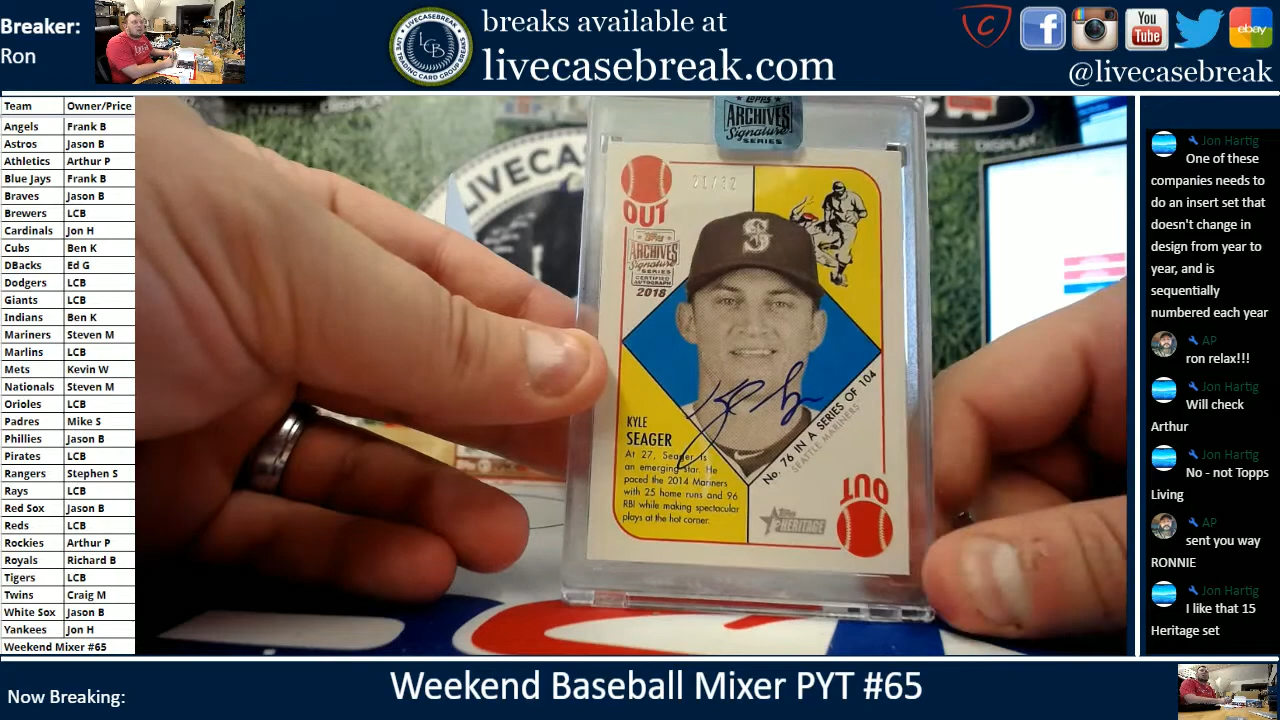 Breaker:
Ron
breaks available at
livecasebreak.com
You
Tube
ebay
@livecasebreak
LCB
Team Owner/Price
Angels Frank B
Astros Jason B
Athletics Arthur P
Blue Jays Frank B
Braves Jason B
Brewers LCB
Cardinals Jon H
Cubs Ben K
DBacks Ed G
Dodgers LCB
Giants LCB
Indians Ben K
Mariners Steven M
Marlins LCB
Mets Kevin W
Nationals Steven M
Orioles LCB
Padres Mike S
Phillies Jason B
Pirates LCB
Rangers Stephen S
Rays LCB
Red Sox Jason B
Reds LCB
Rockies Arthur P
Royals Richard B
Tigers LCB
Twins Craig M
White Sox Jason B
Yankees Jon H
Weekend Mixer #65
LIVECAS
Topps
ARCHIVES
Signature
SERIES
OUT
Topps
ARCHIVES
Signature
SERIES
CERTIFIED
AUTOGRAPH
2018
S
KYLE
SEAGER
At 27, Seager is
an emerging star. He
paced the 2014 Mariners
with 25 home runs and 96
RBI while making spectacular
plays at the hot corner.
No. 76 IN A SERIES OF 104
SEATTLE MARINERS
HERITAGE
OUT
Jon Hartig
One of these
companies needs to
do an insert set that
doesn't change in
design from year to
year, and is
sequentially
numbered each year
AP
ron relax!!!
Jon Hartig
Will check
Arthur
Jon Hartig
No - not Topps
Living
AP
sent you way
RONNIE
Jon Hartig
I like that 15
Heritage set
Now Breaking:
Weekend Baseball Mixer PYT #65